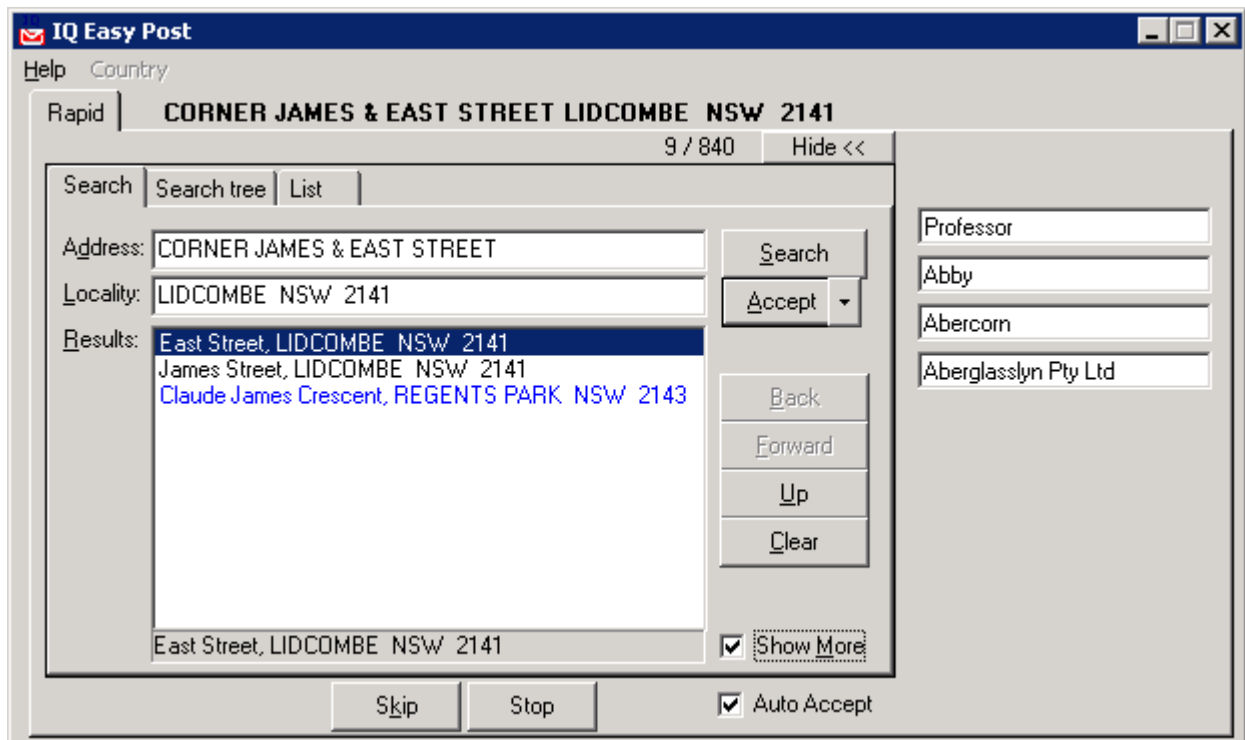 IQ Easy Post
Help Country
Rapid CORNER JAMES & EAST STREET LIDCOMBE NSW 2141
9 / 840 Hide <<
Search Search tree List
Address: CORNER JAMES & EAST STREET
Locality: LIDCOMBE NSW 2141
Results: East Street, LIDCOMBE NSW 2141
James Street, LIDCOMBE NSW 2141
Claude James Crescent, REGENTS PARK NSW 2143
East Street, LIDCOMBE NSW 2141
Search
Accept
Back
Forward
Up
Clear
Show More
Professor
Abby
Abercorn
Aberglasslyn Pty Ltd
Skip Stop Auto Accept